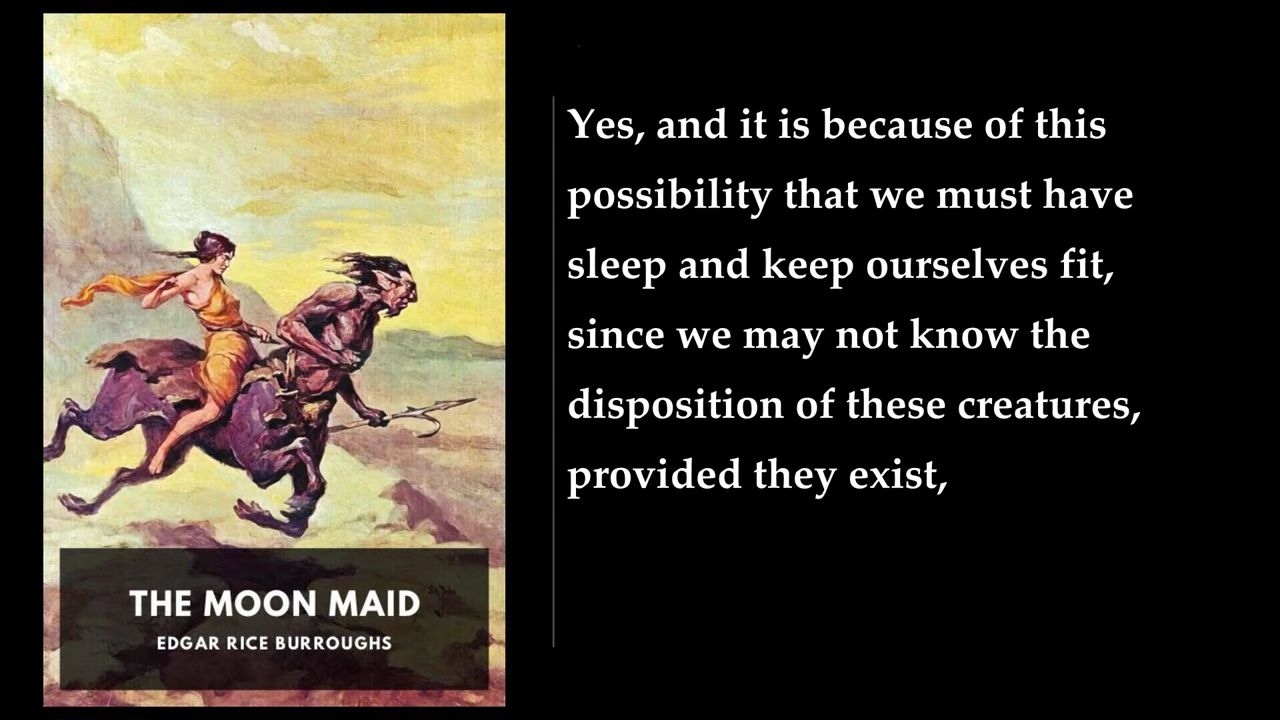 THE MOON MAID
EDGAR RICE BURROUGHS
Yes, and it is because of this
possibility that we must have
sleep and keep ourselves fit,
since we may not know the
disposition of these creatures,
provided they exist,